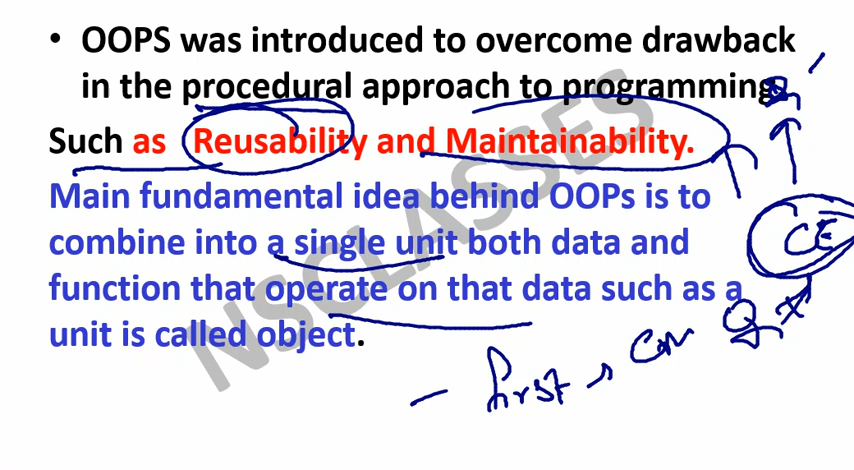 • OOPS was introduced to overcome drawback
in the procedural approach to programming.
Such as Reusability and Maintainability.
Main fundamental idea behind OOPs is to
combine into a single unit both data and
function that operate on that data such as a
unit is called object.
NSCLASSES
CE
- first